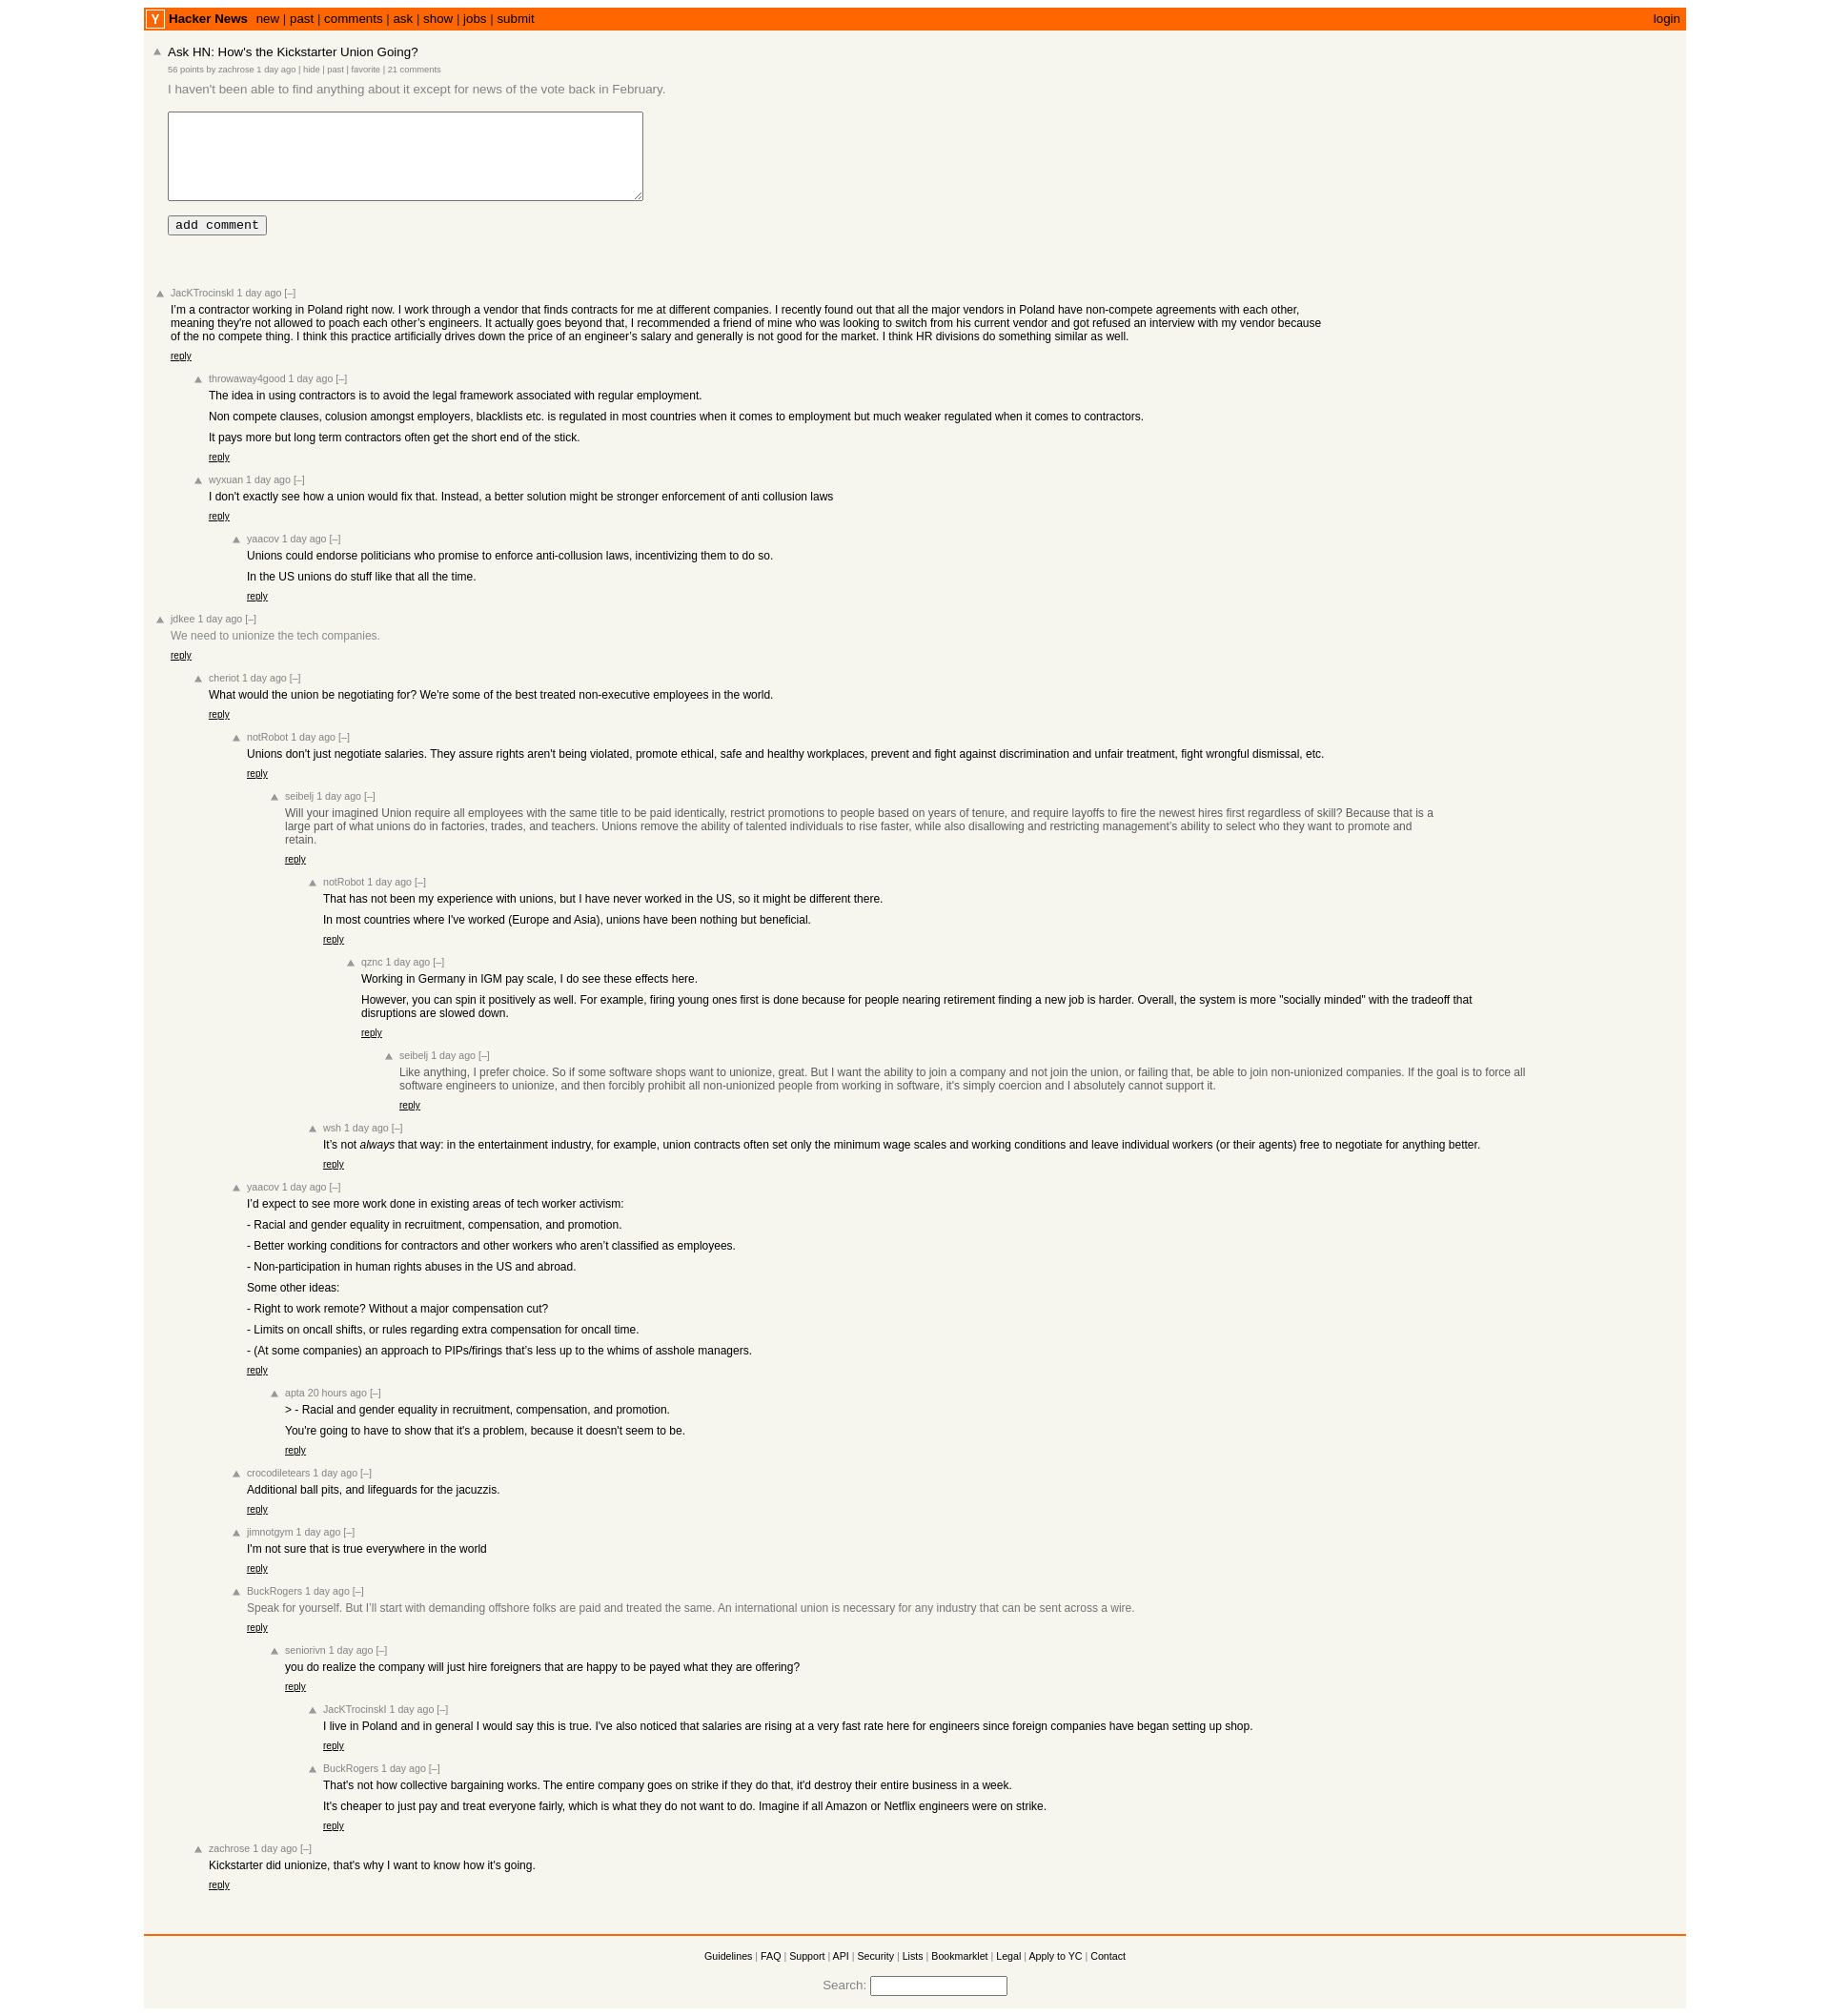 Y Hacker News new | past | comments | ask | show | jobs | submit login
Ask HN: How's the Kickstarter Union Going?
56 points by zachrose 1 day ago | hide | past | favorite | 21 comments
I haven't been able to find anything about it except for news of the vote back in February.
add comment
JacKTrocinskI 1 day ago [–]
I’m a contractor working in Poland right now. I work through a vendor that finds contracts for me at different companies. I recently found out that all the major vendors in Poland have non-compete agreements with each other,
meaning they're not allowed to poach each other’s engineers. It actually goes beyond that, I recommended a friend of mine who was looking to switch from his current vendor and got refused an interview with my vendor because
of the no compete thing. I think this practice artificially drives down the price of an engineer’s salary and generally is not good for the market. I think HR divisions do something similar as well.
reply
throwaway4good 1 day ago [–]
The idea in using contractors is to avoid the legal framework associated with regular employment.
Non compete clauses, colusion amongst employers, blacklists etc. is regulated in most countries when it comes to employment but much weaker regulated when it comes to contractors.
It pays more but long term contractors often get the short end of the stick.
reply
wyxuan 1 day ago [–]
I don't exactly see how a union would fix that. Instead, a better solution might be stronger enforcement of anti collusion laws
reply
yaacov 1 day ago [–]
Unions could endorse politicians who promise to enforce anti-collusion laws, incentivizing them to do so.
In the US unions do stuff like that all the time.
reply
jdkee 1 day ago [–]
We need to unionize the tech companies.
reply
cheriot 1 day ago [–]
What would the union be negotiating for? We're some of the best treated non-executive employees in the world.
reply
notRobot 1 day ago [–]
Unions don't just negotiate salaries. They assure rights aren't being violated, promote ethical, safe and healthy workplaces, prevent and fight against discrimination and unfair treatment, fight wrongful dismissal, etc.
reply
seibelj 1 day ago [–]
Will your imagined Union require all employees with the same title to be paid identically, restrict promotions to people based on years of tenure, and require layoffs to fire the newest hires first regardless of skill? Because that is a
large part of what unions do in factories, trades, and teachers. Unions remove the ability of talented individuals to rise faster, while also disallowing and restricting management’s ability to select who they want to promote and
retain.
reply
notRobot 1 day ago [–]
That has not been my experience with unions, but I have never worked in the US, so it might be different there.
In most countries where I've worked (Europe and Asia), unions have been nothing but beneficial.
reply
qznc 1 day ago [–]
Working in Germany in IGM pay scale, I do see these effects here.
However, you can spin it positively as well. For example, firing young ones first is done because for people nearing retirement finding a new job is harder. Overall, the system is more "socially minded" with the tradeoff that
disruptions are slowed down.
reply
seibelj 1 day ago [–]
Like anything, I prefer choice. So if some software shops want to unionize, great. But I want the ability to join a company and not join the union, or failing that, be able to join non-unionized companies. If the goal is to force all
software engineers to unionize, and then forcibly prohibit all non-unionized people from working in software, it's simply coercion and I absolutely cannot support it.
reply
wsh 1 day ago [–]
It’s not always that way: in the entertainment industry, for example, union contracts often set only the minimum wage scales and working conditions and leave individual workers (or their agents) free to negotiate for anything better.
reply
yaacov 1 day ago [–]
I’d expect to see more work done in existing areas of tech worker activism:
- Racial and gender equality in recruitment, compensation, and promotion.
- Better working conditions for contractors and other workers who aren’t classified as employees.
- Non-participation in human rights abuses in the US and abroad.
Some other ideas:
- Right to work remote? Without a major compensation cut?
- Limits on oncall shifts, or rules regarding extra compensation for oncall time.
- (At some companies) an approach to PIPs/firings that’s less up to the whims of asshole managers.
reply
apta 20 hours ago [–]
> - Racial and gender equality in recruitment, compensation, and promotion.
You're going to have to show that it's a problem, because it doesn't seem to be.
reply
crocodiletears 1 day ago [–]
Additional ball pits, and lifeguards for the jacuzzis.
reply
jimnotgym 1 day ago [–]
I'm not sure that is true everywhere in the world
reply
BuckRogers 1 day ago [–]
Speak for yourself. But I’ll start with demanding offshore folks are paid and treated the same. An international union is necessary for any industry that can be sent across a wire.
reply
seniorivn 1 day ago [–]
you do realize the company will just hire foreigners that are happy to be payed what they are offering?
reply
JacKTrocinskI 1 day ago [–]
I live in Poland and in general I would say this is true. I've also noticed that salaries are rising at a very fast rate here for engineers since foreign companies have began setting up shop.
reply
BuckRogers 1 day ago [–]
That's not how collective bargaining works. The entire company goes on strike if they do that, it'd destroy their entire business in a week.
It's cheaper to just pay and treat everyone fairly, which is what they do not want to do. Imagine if all Amazon or Netflix engineers were on strike.
reply
zachrose 1 day ago [–]
Kickstarter did unionize, that's why I want to know how it's going.
reply
Guidelines | FAQ | Support | API | Security | Lists | Bookmarklet | Legal | Apply to YC | Contact
Search: